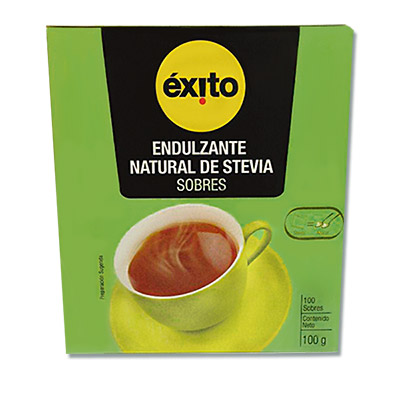 éxito
ENDULZANTE
NATURAL DE STEVIA
SOBRES
Preparación Sugerida
100
Sobres
Contenido
Neto
100 g